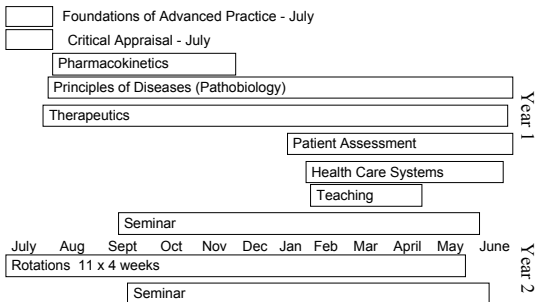 Foundations of Advanced Practice - July
Critical Appraisal - July
Pharmacokinetics
Principles of Diseases (Pathobiology)
Therapeutics
Year 1
Patient Assessment
Health Care Systems
Teaching
Seminar
July Aug Sept Oct Nov Dec Jan Feb Mar April May June
Rotations 11 x 4 weeks
Year 2
Seminar